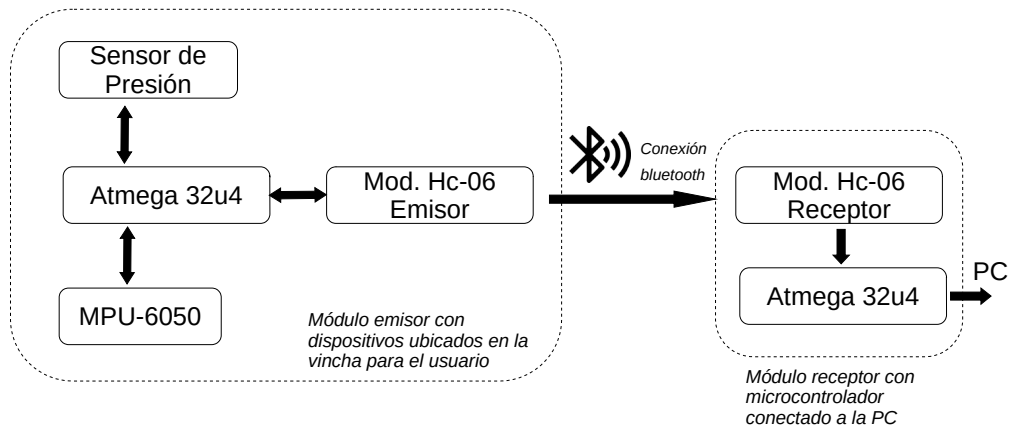 Sensor de
Presión
Atmega 32u4
Mod. Hc-06
Emisor
MPU-6050
Módulo emisor con
dispositivos ubicados en la
vincha para el usuario
Conexión
bluetooth
Mod. Hc-06
Receptor
Atmega 32u4
PC
Módulo receptor con
microcontrolador
conectado a la PC